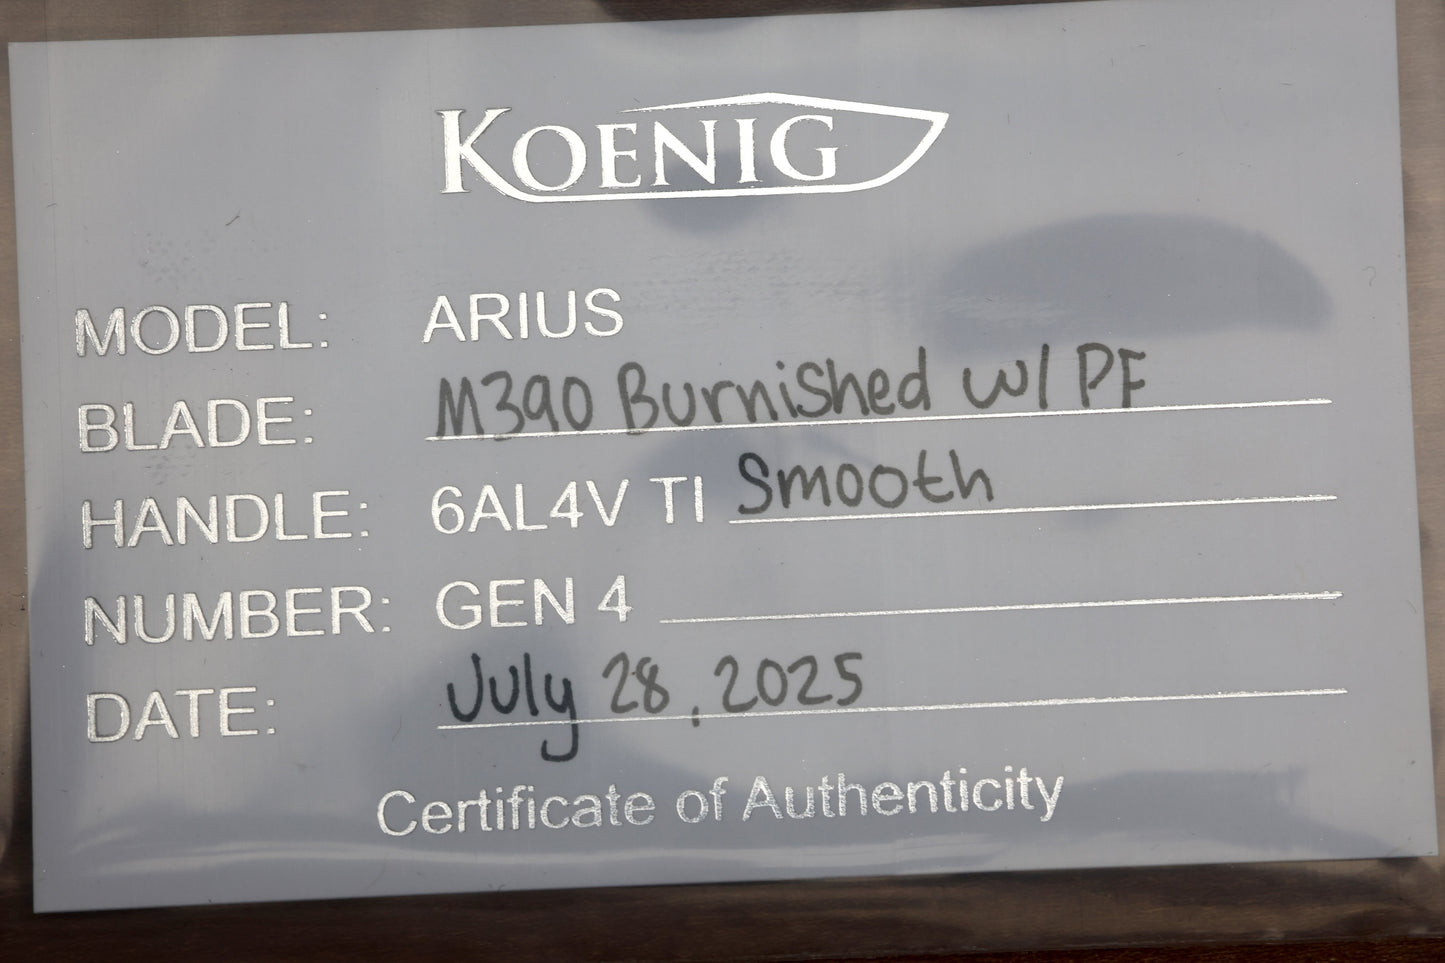 KOENIG
MODEL: ARIUS
BLADE: M390 Burnished w/ PF
HANDLE: 6AL4V TI Smooth
NUMBER: GEN 4
DATE: July 28, 2025
Certificate of Authenticity